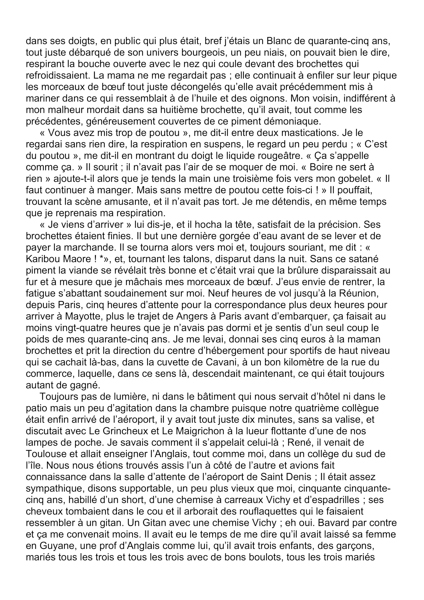 dans ses doigts, en public qui plus était, bref j'étais un Blanc de quarante-cinq ans,
tout juste débarqué de son univers bourgeois, un peu niais, on pouvait bien le dire,
respirant la bouche ouverte avec le nez qui coule devant des brochettes qui
refroidissaient. La mama ne me regardait pas ; elle continuait à enfiler sur leur pique
les morceaux de bœuf tout juste décongelés qu'elle avait précédemment mis à
mariner dans ce qui ressemblait à de l'huile et des oignons. Mon voisin, indifférent à
mon malheur mordait dans sa huitième brochette, qu'il avait, tout comme les
précédentes, généreusement couvertes de ce piment démoniaque.
« Vous avez mis trop de poutou », me dit-il entre deux mastications. Je le
regardai sans rien dire, la respiration en suspens, le regard un peu perdu ; « C'est
du poutou », me dit-il en montrant du doigt le liquide rougeâtre. « Ça s'appelle
comme ça. » Il sourit ; il n'avait pas l'air de se moquer de moi. « Boire ne sert à
rien » ajoute-t-il alors que je tends la main une troisième fois vers mon gobelet. « Il
faut continuer à manger. Mais sans mettre de poutou cette fois-ci ! » Il pouffait,
trouvant la scène amusante, et il n'avait pas tort. Je me détendis, en même temps
que je reprenais ma respiration.
« Je viens d'arriver » lui dis-je, et il hocha la tête, satisfait de la précision. Ses
brochettes étaient finies. Il but une dernière gorgée d'eau avant de se lever et de
payer la marchande. Il se tourna alors vers moi et, toujours souriant, me dit : «
Karibou Maore ! *», et, tournant les talons, disparut dans la nuit. Sans ce satané
piment la viande se révélait très bonne et c'était vrai que la brûlure disparaissait au
fur et à mesure que je mâchais mes morceaux de bœuf. J'eus envie de rentrer, la
fatigue s'abattant soudainement sur moi. Neuf heures de vol jusqu'à la Réunion,
depuis Paris, cinq heures d'attente pour la correspondance plus deux heures pour
arriver à Mayotte, plus le trajet de Angers à Paris avant d'embarquer, ça faisait au
moins vingt-quatre heures que je n'avais pas dormi et je sentis d'un seul coup le
poids de mes quarante-cinq ans. Je me levai, donnai ses cinq euros à la maman
brochettes et prit la direction du centre d'hébergement pour sportifs de haut niveau
qui se cachait là-bas, dans la cuvette de Cavani, à un bon kilomètre de la rue du
commerce, laquelle, dans ce sens là, descendait maintenant, ce qui était toujours
autant de gagné.
Toujours pas de lumière, ni dans le bâtiment qui nous servait d'hôtel ni dans le
patio mais un peu d'agitation dans la chambre puisque notre quatrième collègue
était enfin arrivé de l'aéroport, il y avait tout juste dix minutes, sans sa valise, et
discutait avec Le Grincheux et Le Maigrichon à la lueur flottante d'une de nos
lampes de poche. Je savais comment il s'appelait celui-là ; René, il venait de
Toulouse et allait enseigner l'Anglais, tout comme moi, dans un collège du sud de
l'île. Nous nous étions trouvés assis l'un à côté de l'autre et avions fait
connaissance dans la salle d'attente de l'aéroport de Saint Denis ; Il était assez
sympathique, disons supportable, un peu plus vieux que moi, cinquante cinquante-
cinq ans, habillé d'un short, d'une chemise à carreaux Vichy et d'espadrilles ; ses
cheveux tombaient dans le cou et il arborait des rouflaquettes qui le faisaient
ressembler à un gitan. Un Gitan avec une chemise Vichy ; eh oui. Bavard par contre
et ça me convenait moins. Il avait eu le temps de me dire qu'il avait laissé sa femme
en Guyane, une prof d'Anglais comme lui, qu'il avait trois enfants, des garçons,
mariés tous les trois et tous les trois avec de bons boulots, tous les trois mariés